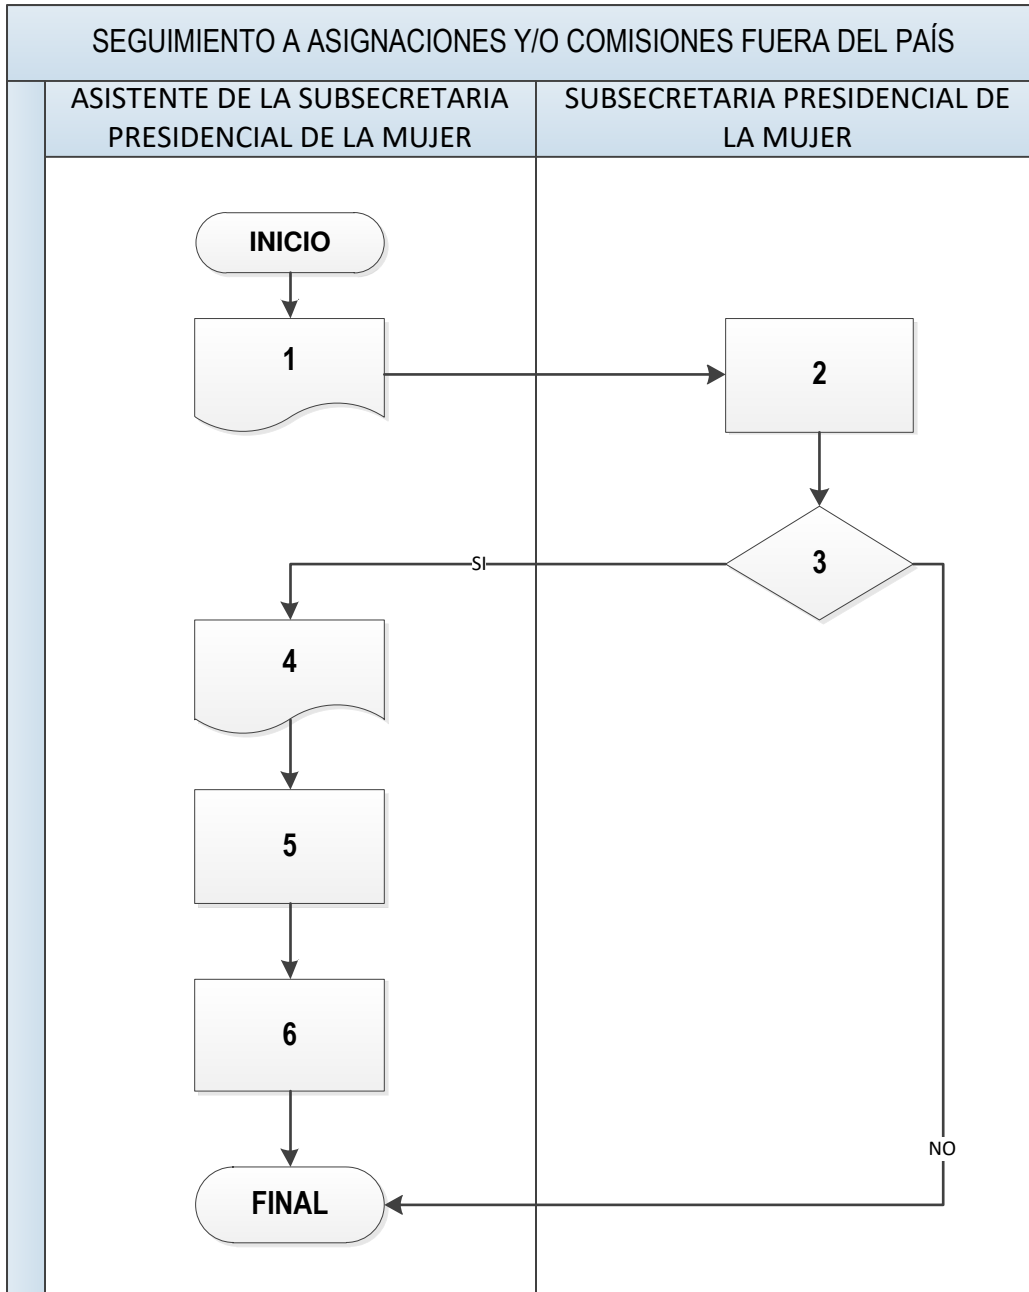 SEGUIMIENTO A ASIGNACIONES Y/O COMISIONES FUERA DEL PAÍS
ASISTENTE DE LA SUBSECRETARIA
PRESIDENCIAL DE LA MUJER
SUBSECRETARIA PRESIDENCIAL DE
LA MUJER
INICIO
1
2
3
SI
4
5
6
NO
FINAL